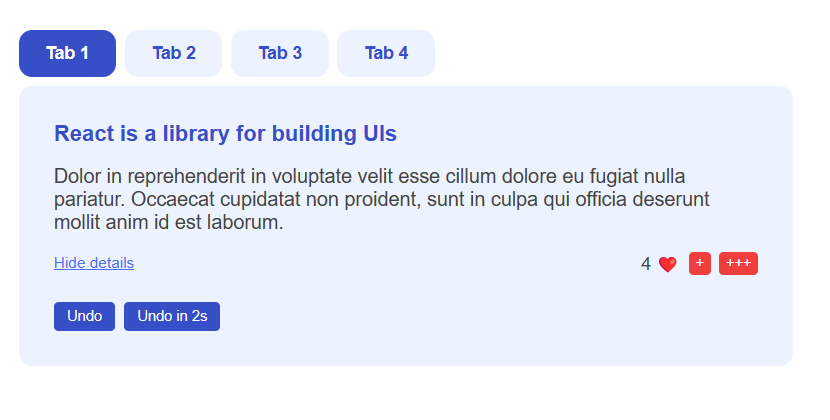 Tab 1 Tab 2 Tab 3 Tab 4
React is a library for building UIs
Dolor in reprehenderit in voluptate velit esse cillum dolore eu fugiat nulla
pariatur. Occaecat cupidatat non proident, sunt in culpa qui officia deserunt
mollit anim id est laborum.
Hide details 4 ❤️ + +++
Undo Undo in 2s